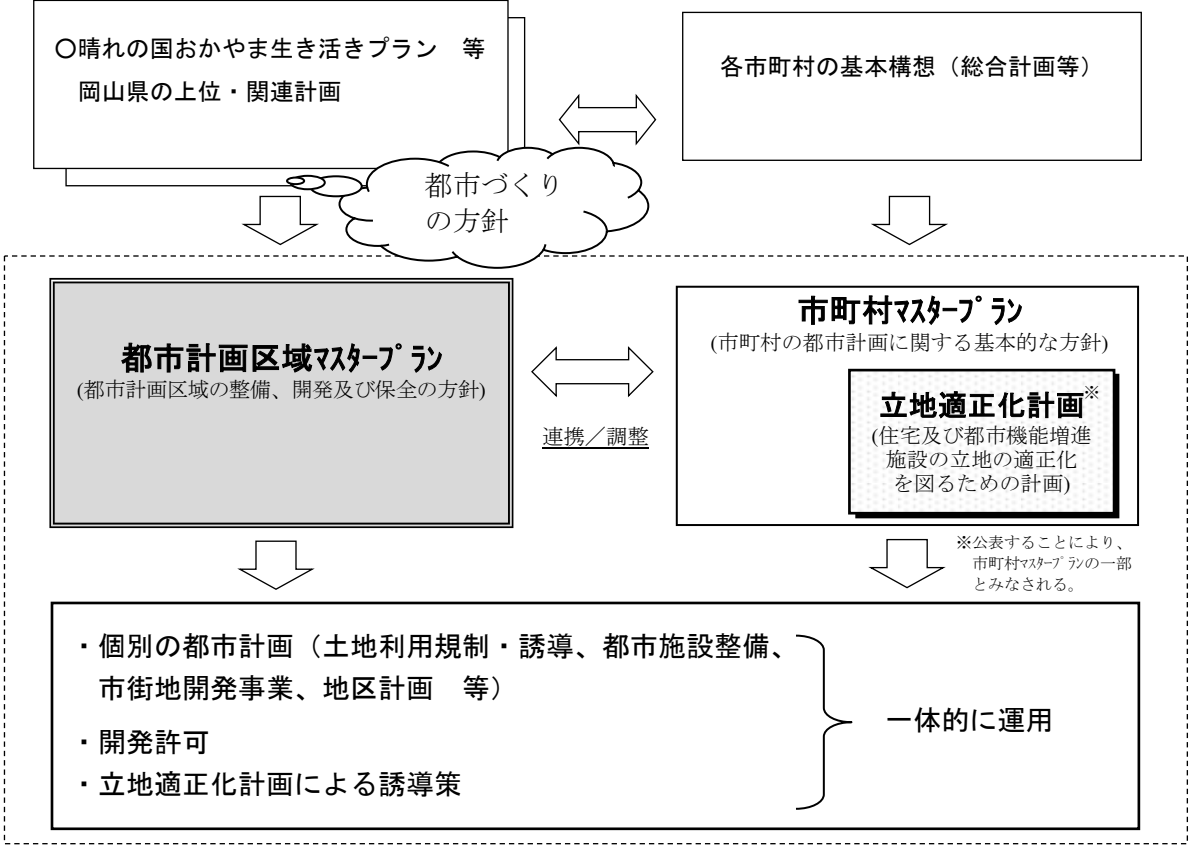 〇晴れの国おかやま生き活きプラン　等
岡山県の上位・関連計画
各市町村の基本構想（総合計画等）
都市づくり
の方針
都市計画区域ﾏｽﾀｰﾌﾟﾗﾝ
(都市計画区域の整備、開発及び保全の方針)
連携／調整
市町村ﾏｽﾀｰﾌﾟﾗﾝ
(市町村の都市計画に関する基本的な方針)
立地適正化計画※
(住宅及び都市機能増進
施設の立地の適正化
を図るための計画)
※公表することにより、
市町村ﾏｽﾀｰﾌﾟﾗﾝの一部
とみなされる。
・個別の都市計画（土地利用規制・誘導、都市施設整備、
市街地開発事業、地区計画　等）
・開発許可
・立地適正化計画による誘導策
一体的に運用